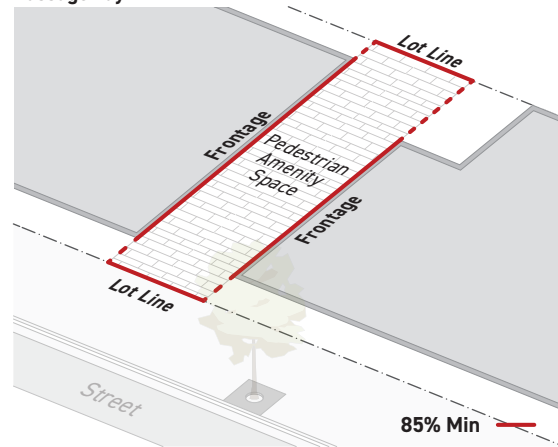 Lot Line
Frontage
Pedestrian
Amenity
Space
Frontage
Lot Line
Street
85% Min